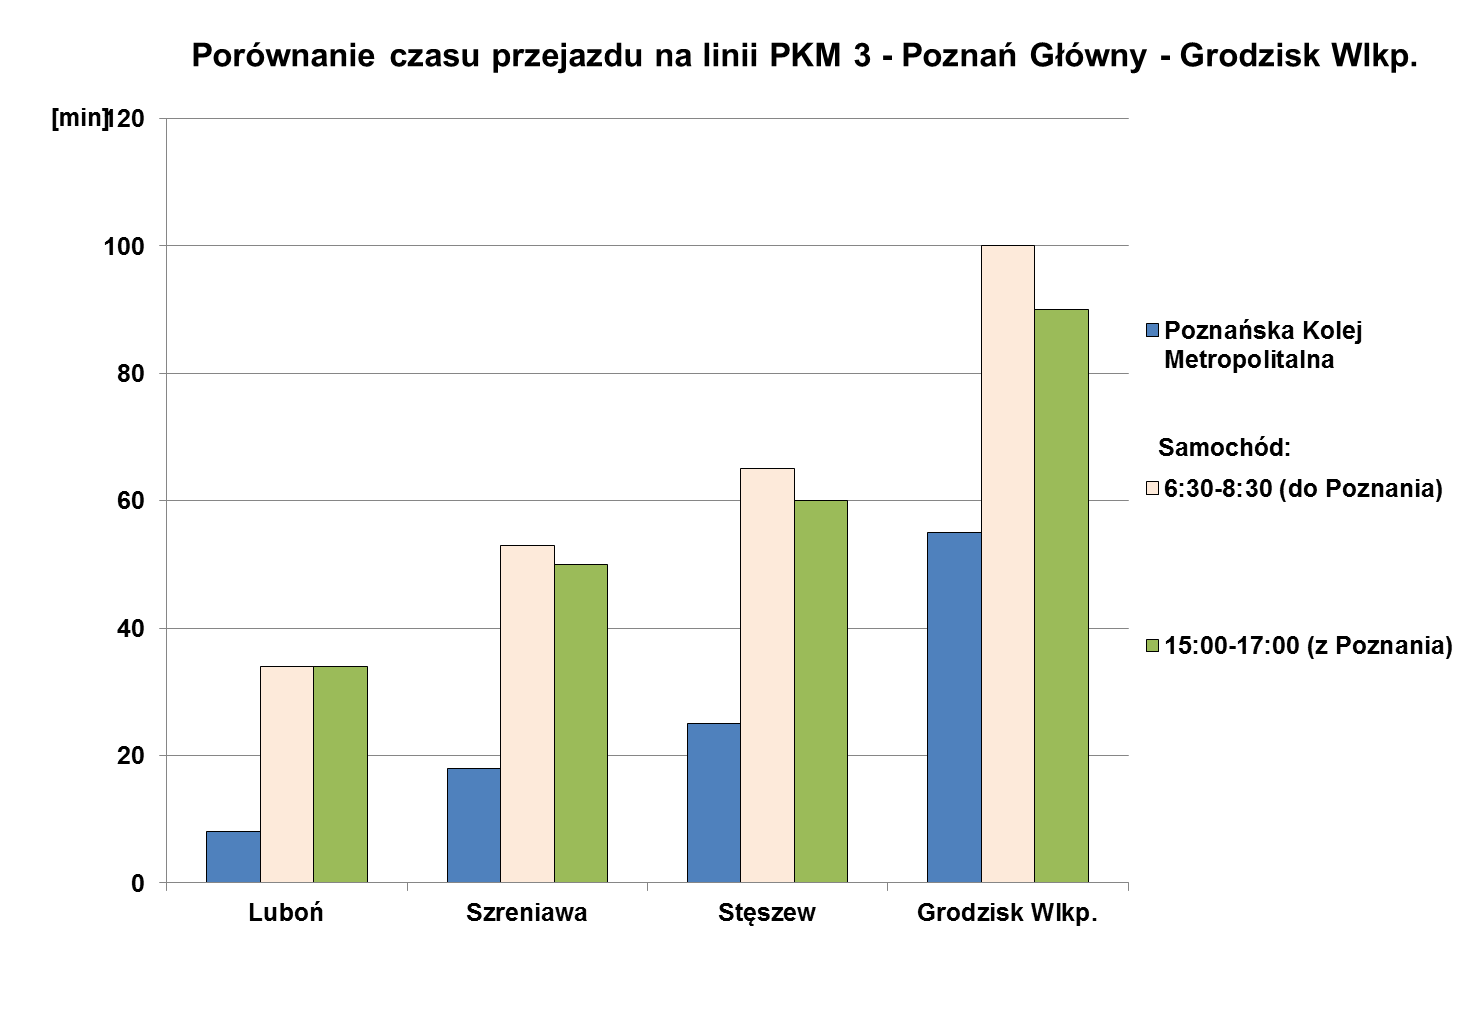 Porównanie czasu przejazdu na linii PKM 3 - Poznań Główny - Grodzisk Wlkp.
[min]
120
100
80
60
40
20
0
Luboń Szreniawa Stęszew Grodzisk Wlkp.
Poznańska Kolej
Metropolitalna
Samochód:
6:30-8:30 (do Poznania)
15:00-17:00 (z Poznania)